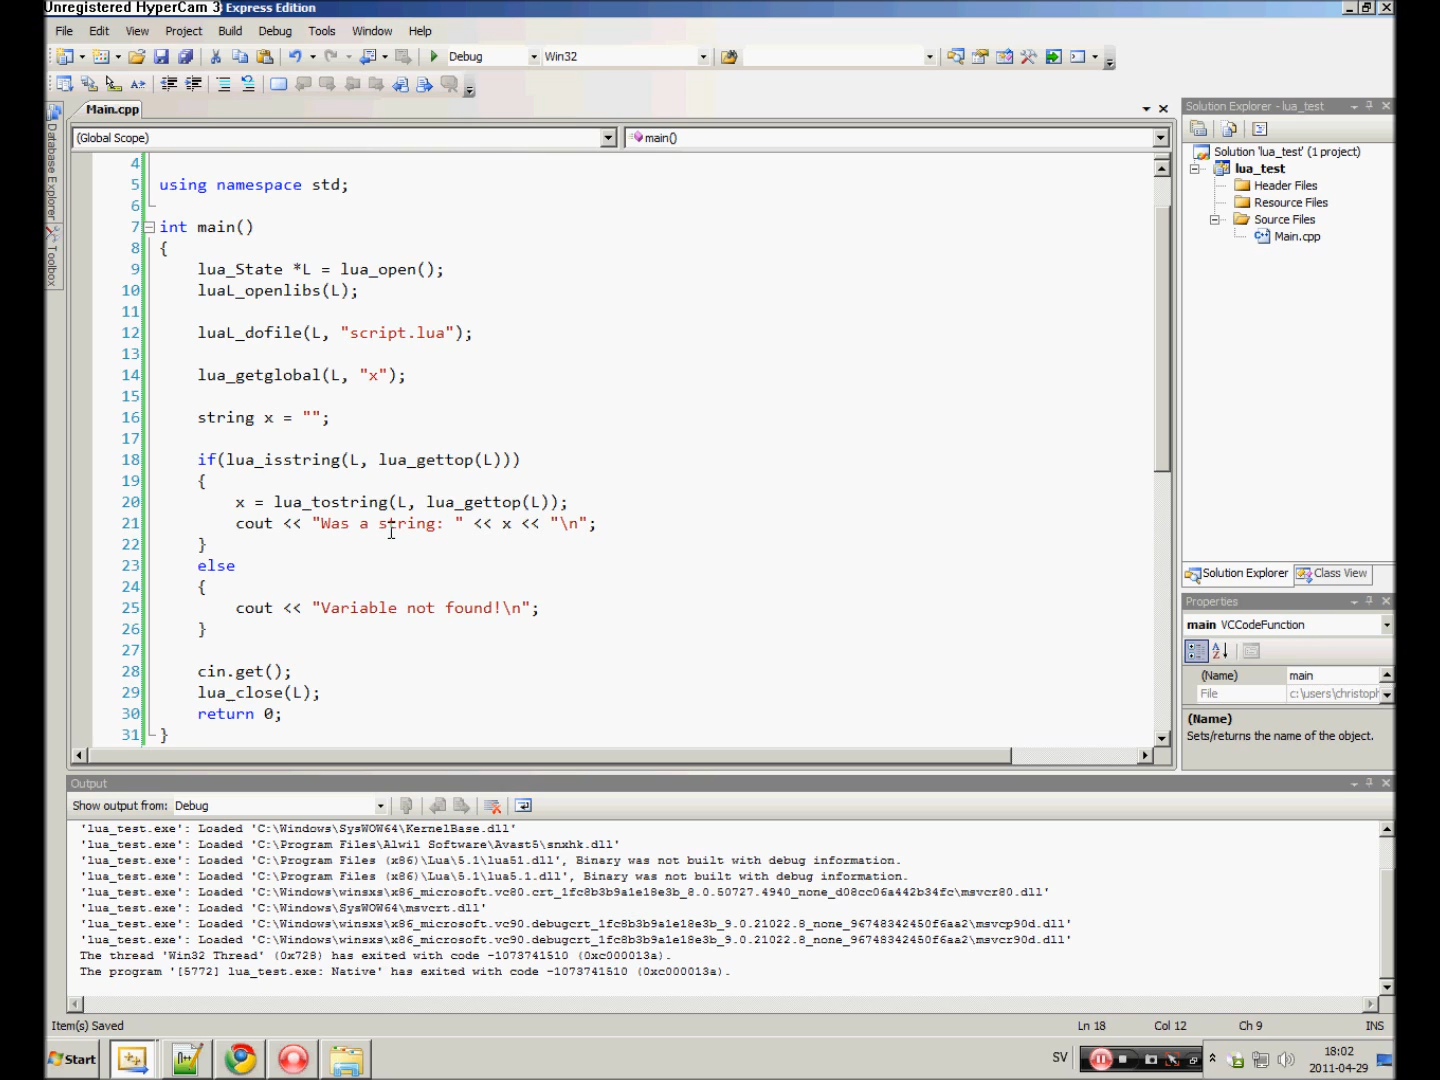 Unregistered HyperCam 3 Express Edition
File Edit View Project Build Debug Tools Window Help
Debug Win32
Main.cpp
(Global Scope) main()
Database Explorer
Toolbox
4
5 using namespace std;
6
7 int main()
8 {
9 lua_State *L = lua_open();
10 luaL_openlibs(L);
11
12 luaL_dofile(L, "script.lua");
13
14 lua_getglobal(L, "x");
15
16 string x = "";
17
18 if(lua_isstring(L, lua_gettop(L)))
19 {
20 x = lua_tostring(L, lua_gettop(L));
21 cout << "Was a string: " << x << "\n";
22 }
23 else
24 {
25 cout << "Variable not found!\n";
26 }
27
28 cin.get();
29 lua_close(L);
30 return 0;
31 }
Solution Explorer - lua_test
Solution 'lua_test' (1 project)
lua_test
Header Files
Resource Files
Source Files
Main.cpp
Solution Explorer Class View
Properties
main VCCodeFunction
(Name) main
File c:\users\christoph
(Name)
Sets/returns the name of the object.
Output
Show output from: Debug
'lua_test.exe': Loaded 'C:\Windows\SysWOW64\KernelBase.dll'
'lua_test.exe': Loaded 'C:\Program Files\Alwil Software\Avast5\snxhk.dll'
'lua_test.exe': Loaded 'C:\Program Files (x86)\Lua\5.1\lua51.dll', Binary was not built with debug information.
'lua_test.exe': Loaded 'C:\Program Files (x86)\Lua\5.1\lua5.1.dll', Binary was not built with debug information.
'lua_test.exe': Loaded 'C:\Windows\winsxs\x86_microsoft.vc80.crt_1fc8b3b9a1e18e3b_8.0.50727.4940_none_d08cc06a442b34fc\msvcr80.dll'
'lua_test.exe': Loaded 'C:\Windows\SysWOW64\msvcrt.dll'
'lua_test.exe': Loaded 'C:\Windows\winsxs\x86_microsoft.vc90.debugcrt_1fc8b3b9a1e18e3b_9.0.21022.8_none_96748342450f6aa2\msvcp90d.dll'
'lua_test.exe': Loaded 'C:\Windows\winsxs\x86_microsoft.vc90.debugcrt_1fc8b3b9a1e18e3b_9.0.21022.8_none_96748342450f6aa2\msvcr90d.dll'
The thread 'Win32 Thread' (0x728) has exited with code -1073741510 (0xc000013a).
The program '[5772] lua_test.exe: Native' has exited with code -1073741510 (0xc000013a).
Item(s) Saved Ln 18 Col 12 Ch 9 INS
Start SV 18:02
2011-04-29